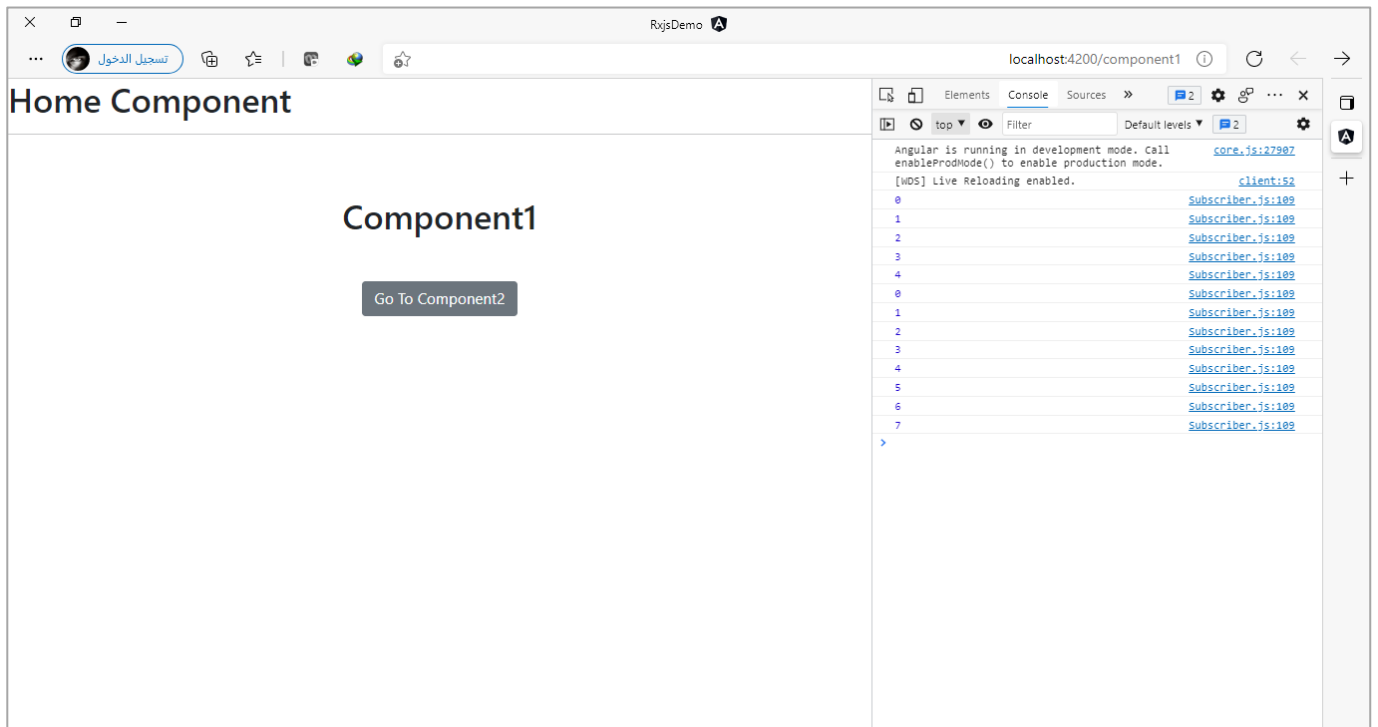 RxjsDemo
تسجيل الدخول
localhost:4200/component1
Home Component
Component1
Go To Component2
Elements Console Sources » 2
top ▼ Filter Default levels ▼ 2
Angular is running in development mode. Call core.js:27907
enableProdMode() to enable production mode.
[WDS] Live Reloading enabled. client:52
0 Subscriber.js:109
1 Subscriber.js:109
2 Subscriber.js:109
3 Subscriber.js:109
4 Subscriber.js:109
0 Subscriber.js:109
1 Subscriber.js:109
2 Subscriber.js:109
3 Subscriber.js:109
4 Subscriber.js:109
5 Subscriber.js:109
6 Subscriber.js:109
7 Subscriber.js:109